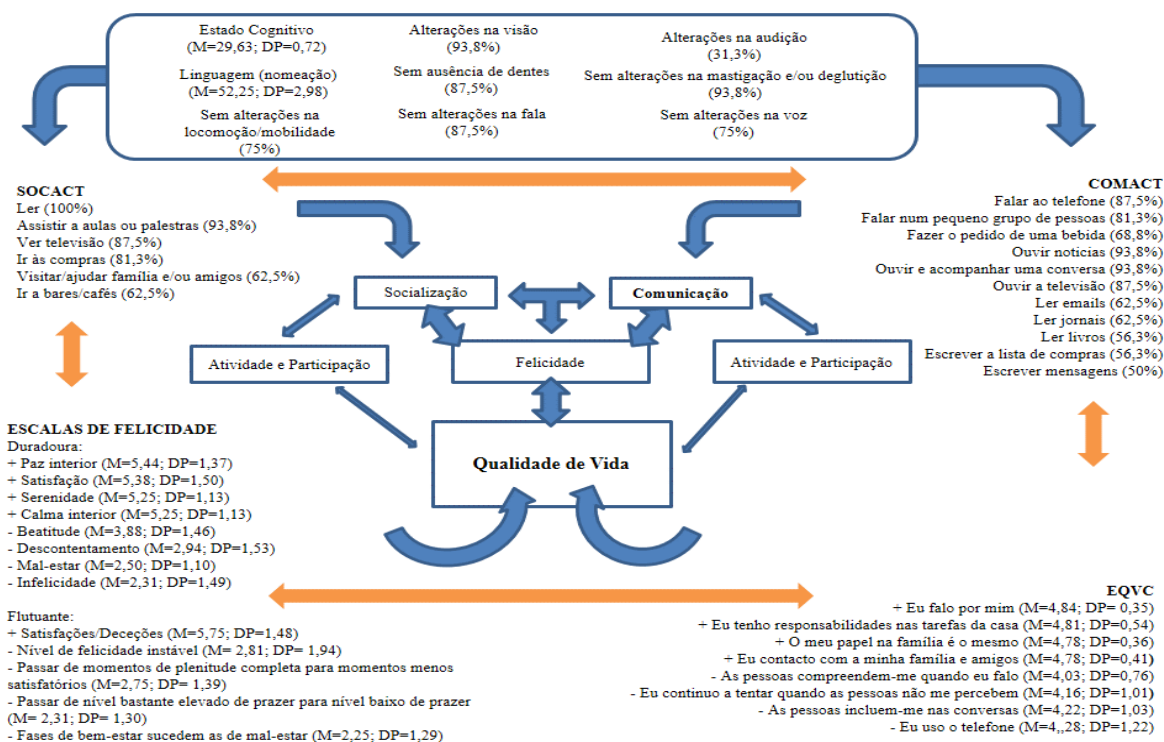 Estado Cognitivo
(M=29,63; DP=0,72)
Linguagem (nomeação)
(M=52,25; DP=2,98)
Sem alterações na
locomoção/mobilidade
(75%)
Alterações na visão
(93,8%)
Sem ausência de dentes
(87,5%)
Sem alterações na fala
(87,5%)
Alterações na audição
(31,3%)
Sem alterações na mastigação e/ou deglutição
(93,8%)
Sem alterações na voz
(75%)
SOCACT
Ler (100%)
Assistir a aulas ou palestras (93,8%)
Ver televisão (87,5%)
Ir às compras (81,3%)
Visitar/ajudar família e/ou amigos (62,5%)
Ir a bares/cafés (62,5%)
COMACT
Falar ao telefone (87,5%)
Falar num pequeno grupo de pessoas (81,3%)
Fazer o pedido de uma bebida (68,8%)
Ouvir noticias (93,8%)
Ouvir e acompanhar uma conversa (93,8%)
Ouvir a televisão (87,5%)
Ler emails (62,5%)
Ler jornais (62,5%)
Ler livros (56,3%)
Escrever a lista de compras (56,3%)
Escrever mensagens (50%)
Socialização
Comunicação
Atividade e Participação
Felicidade
Atividade e Participação
Qualidade de Vida
ESCALAS DE FELICIDADE
Duradoura:
+ Paz interior (M=5,44; DP=1,37)
+ Satisfação (M=5,38; DP=1,50)
+ Serenidade (M=5,25; DP=1,13)
+ Calma interior (M=5,25; DP=1,13)
- Beatitude (M=3,88; DP=1,46)
- Descontentamento (M=2,94; DP=1,53)
- Mal-estar (M=2,50; DP=1,10)
- Infelicidade (M=2,31; DP=1,49)
Flutuante:
+ Satisfações/Deceções (M=5,75; DP=1,48)
- Nível de felicidade instável (M= 2,81; DP= 1,94)
- Passar de momentos de plenitude completa para momentos menos
satisfatórios (M=2,75; DP= 1,39)
- Passar de nível bastante elevado de prazer para nível baixo de prazer
(M= 2,31; DP= 1,30)
- Fases de bem-estar sucedem as de mal-estar (M=2,25; DP=1,29)
EQVC
+ Eu falo por mim (M=4,84; DP= 0,35)
+ Eu tenho responsabilidades nas tarefas da casa (M=4,81; DP=0,54)
+ O meu papel na família é o mesmo (M=4,78; DP=0,36)
+ Eu contacto com a minha família e amigos (M=4,78; DP=0,41)
- As pessoas compreendem-me quando eu falo (M=4,03; DP=0,76)
- Eu continuo a tentar quando as pessoas não me percebem (M=4,16; DP=1,01)
- As pessoas incluem-me nas conversas (M=4,22; DP=1,03)
- Eu uso o telefone (M=4,,28; DP=1,22)